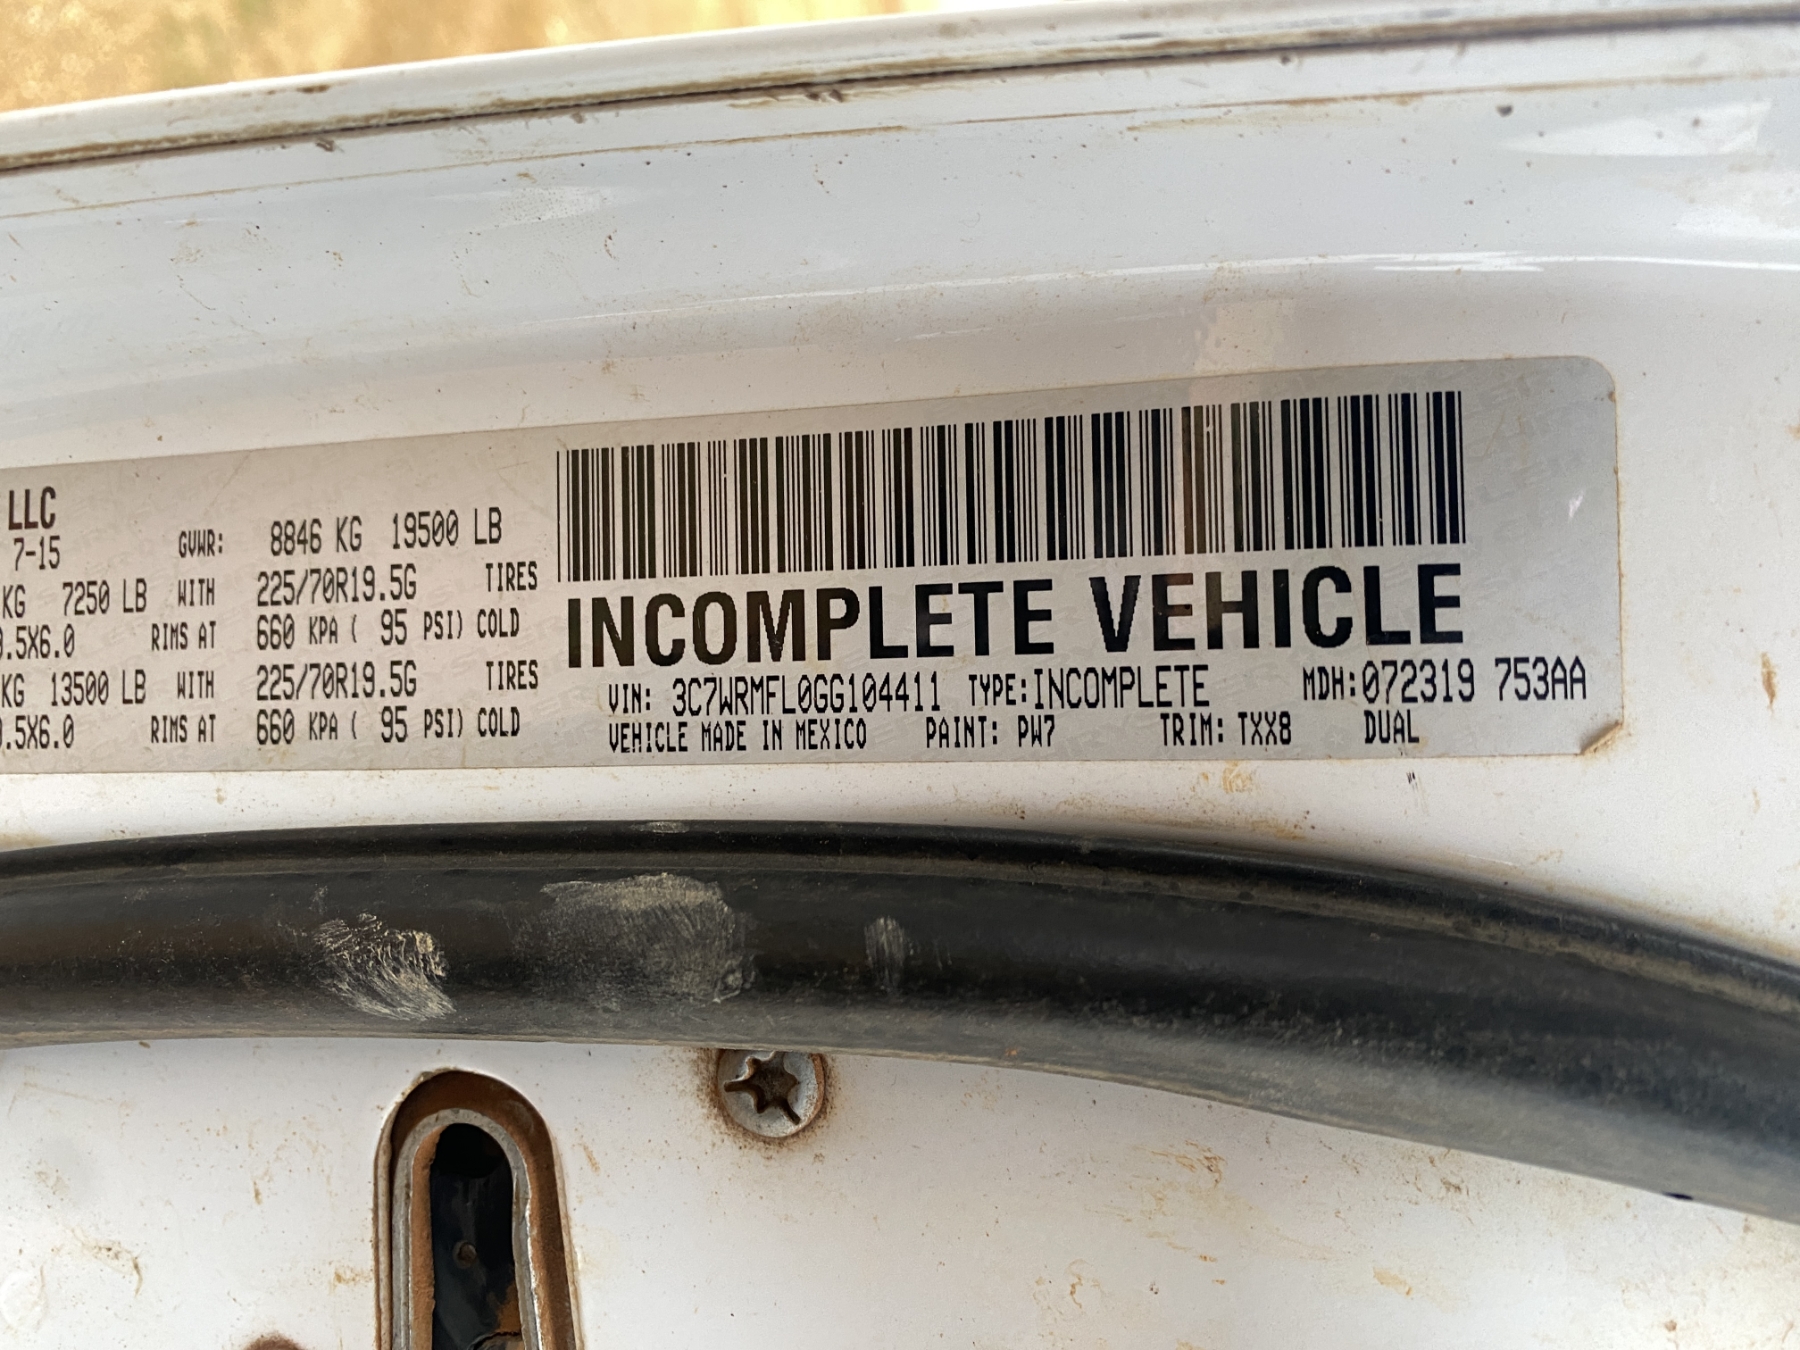 LLC
7-15 GVWR: 8846 KG 19500 LB
KG 7250 LB WITH 225/70R19.5G TIRES
.5X6.0 RIMS AT 660 KPA ( 95 PSI) COLD
KG 13500 LB WITH 225/70R19.5G TIRES
.5X6.0 RIMS AT 660 KPA ( 95 PSI) COLD
INCOMPLETE VEHICLE
VIN: 3C7WRMFL0GG104411 TYPE:INCOMPLETE MDH:072319 753AA
VEHICLE MADE IN MEXICO PAINT: PW7 TRIM: TXX8 DUAL